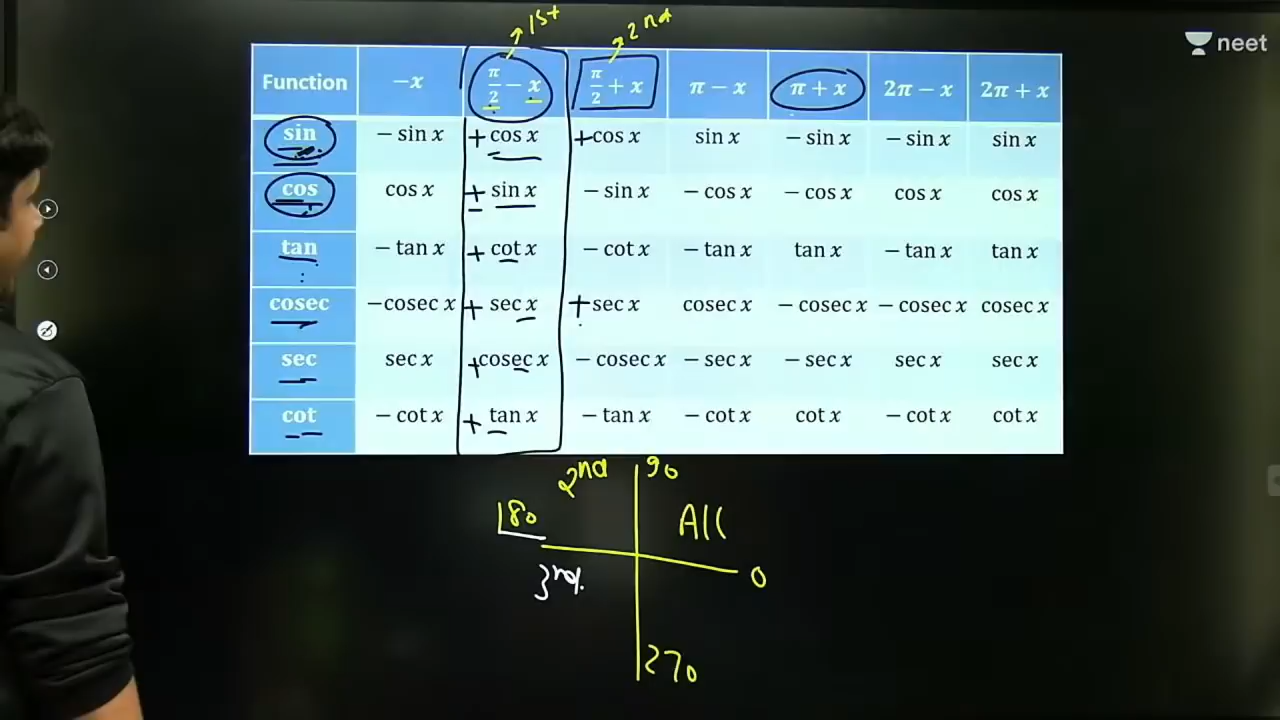 1st
2nd
neet
Function −x π/2 − x π/2 + x π − x π + x 2π − x 2π + x
sin − sin x + cos x + cos x sin x − sin x − sin x sin x
cos cos x + sin x − sin x − cos x − cos x cos x cos x
tan − tan x + cot x − cot x − tan x tan x − tan x tan x
cosec −cosec x + sec x + sec x cosec x − cosec x − cosec x cosec x
sec sec x + cosec x − cosec x − sec x − sec x sec x sec x
cot − cot x + tan x − tan x − cot x cot x − cot x cot x
2nd 90
180 All
3rd 0
270